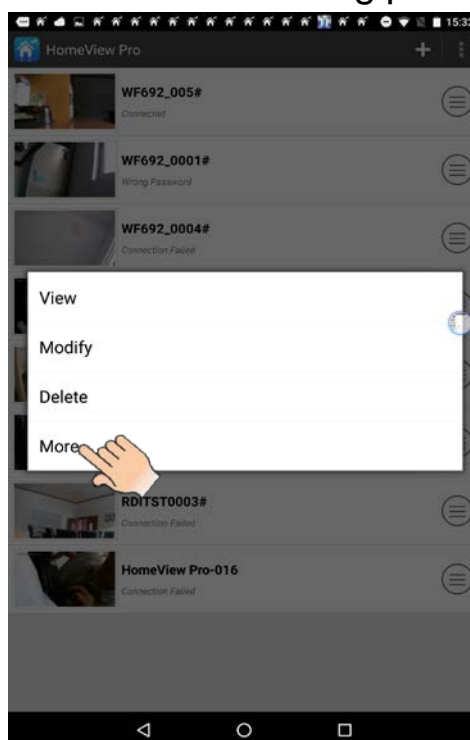 15:32
HomeView Pro
WF692_005#
Connected
WF692_0001#
Wrong Password
WF692_0004#
Connection Failed
View
Modify
Delete
More
RDITST0003#
Connection Failed
HomeView Pro-016
Connection Failed